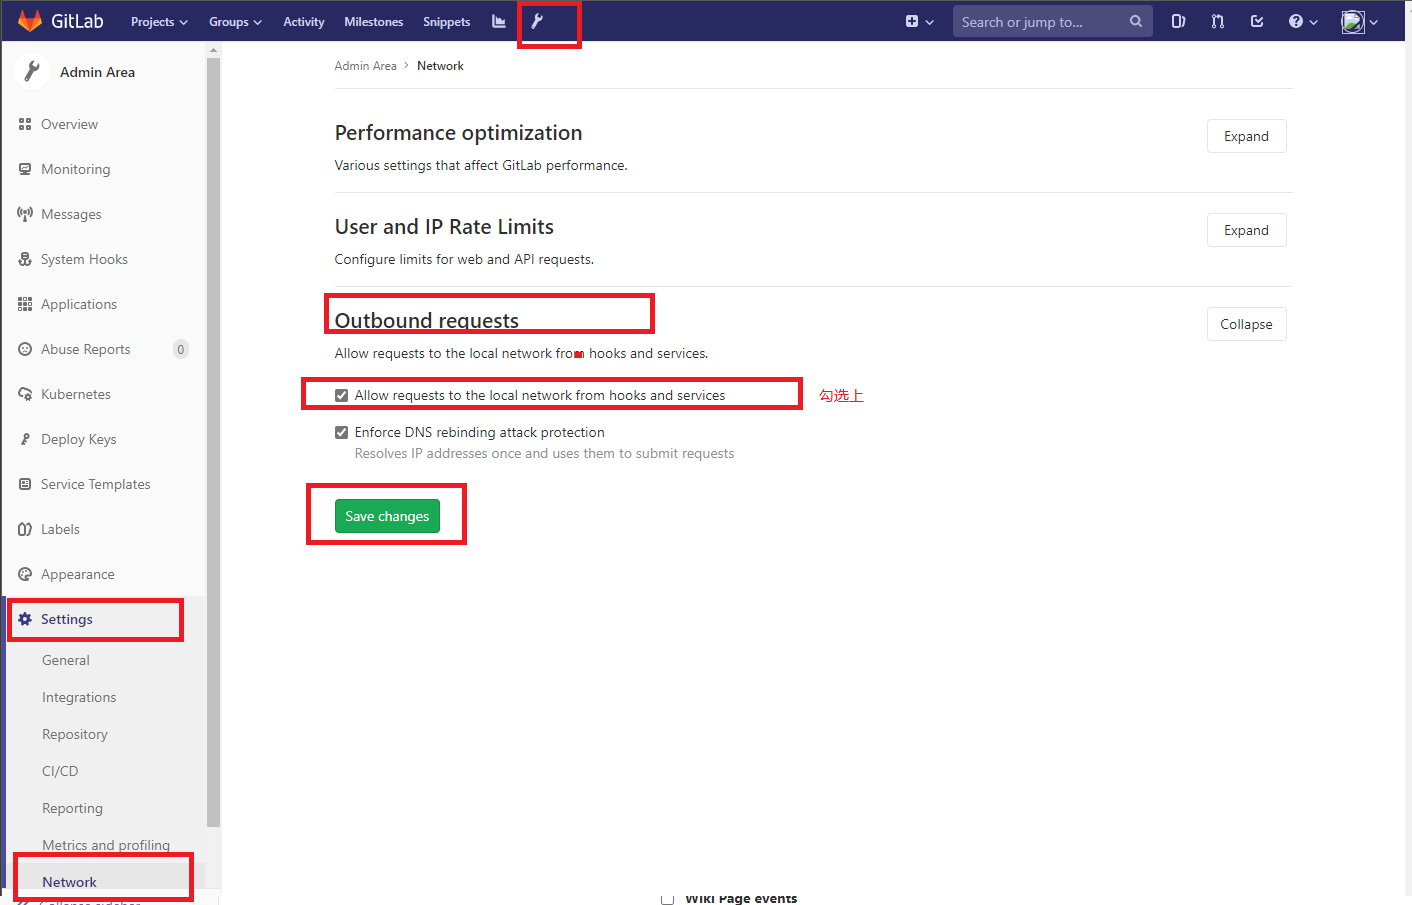 GitLab Projects Groups Activity Milestones Snippets Search or jump to...
Admin Area
Overview
Monitoring
Messages
System Hooks
Applications
Abuse Reports 0
Kubernetes
Deploy Keys
Service Templates
Labels
Appearance
Settings
General
Integrations
Repository
CI/CD
Reporting
Metrics and profiling
Network
Collapse sidebar
Admin Area > Network
Performance optimization
Expand
Various settings that affect GitLab performance.
User and IP Rate Limits
Expand
Configure limits for web and API requests.
Outbound requests
Collapse
Allow requests to the local network from hooks and services.
Allow requests to the local network from hooks and services 勾选上
Enforce DNS rebinding attack protection
Resolves IP addresses once and uses them to submit requests
Save changes
Wiki Page events